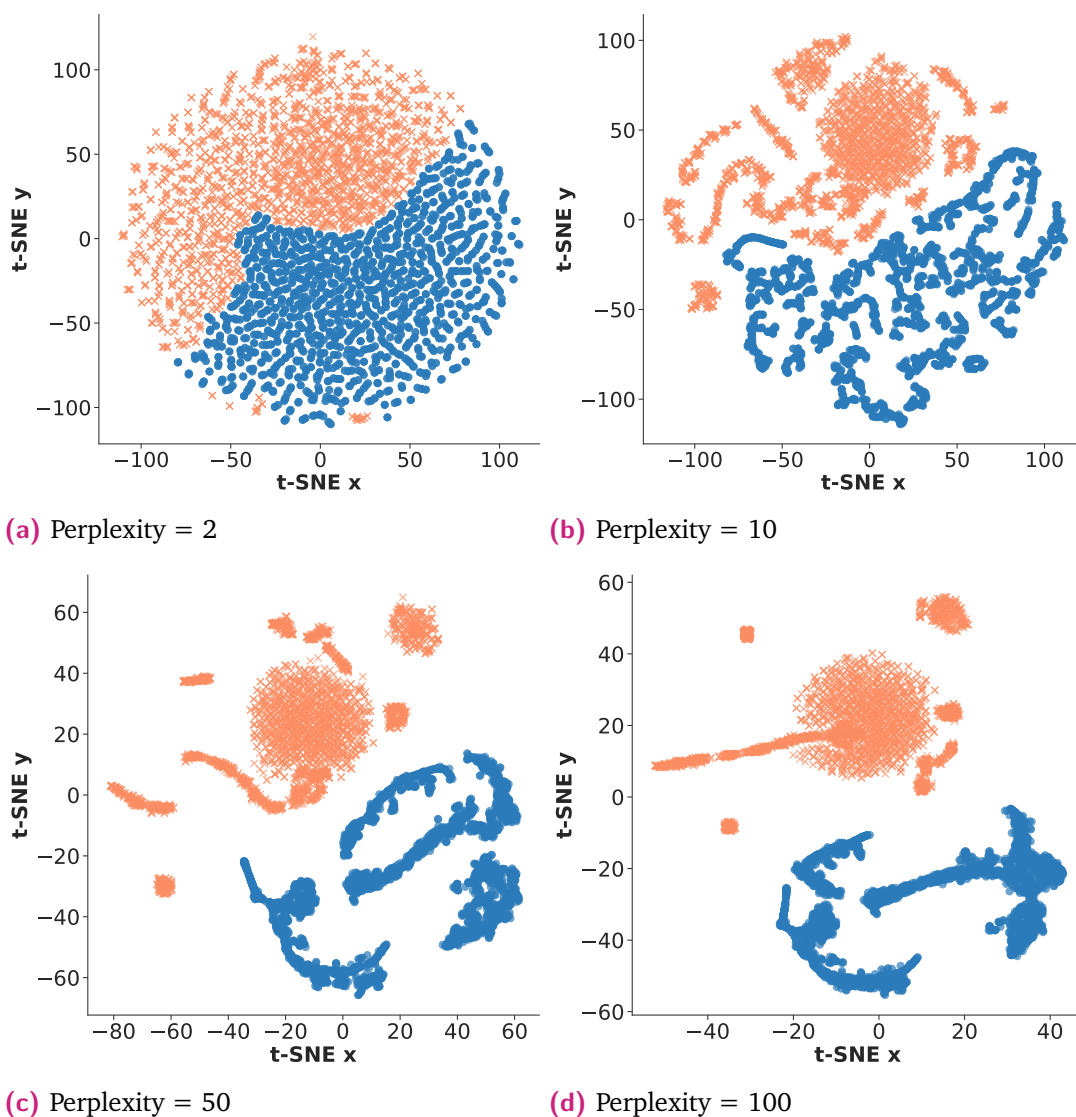 100
50
0
−50
−100
t-SNE y
−100 −50 0 50 100
t-SNE x
(a) Perplexity = 2
100
50
0
−50
−100
t-SNE y
−100 −50 0 50 100
t-SNE x
(b) Perplexity = 10
60
40
20
0
−20
−40
−60
t-SNE y
−80 −60 −40 −20 0 20 40 60
t-SNE x
(c) Perplexity = 50
60
40
20
0
−20
−40
−60
t-SNE y
−40 −20 0 20 40
t-SNE x
(d) Perplexity = 100